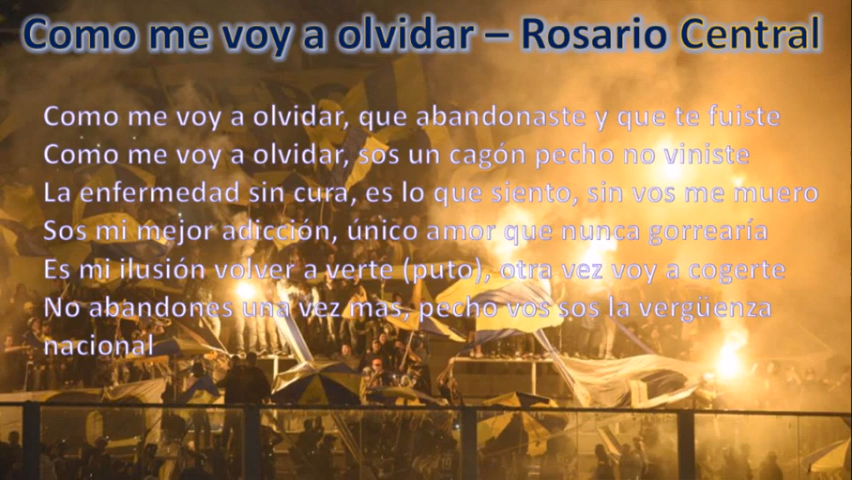 Como me voy a olvidar – Rosario Central
Como me voy a olvidar, que abandonaste y que te fuiste
Como me voy a olvidar, sos un cagón pecho no viniste
La enfermedad sin cura, es lo que siento, sin vos me muero
Sos mi mejor adicción, único amor que nunca gorrearía
Es mi ilusión volver a verte (puto), otra vez voy a cogerte
No abandones una vez mas, pecho vos sos la vergüenza
nacional